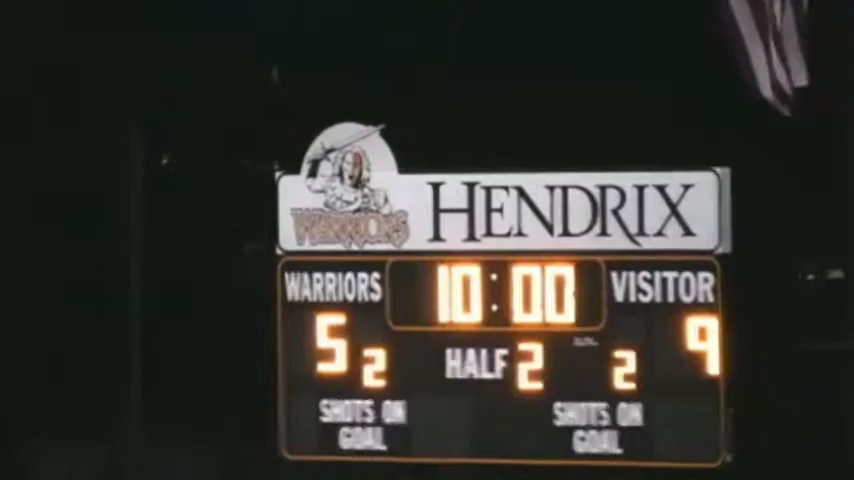 WARRIORS
HENDRIX
WARRIORS 10:00 VISITOR
5 2 HALF 2 2 9
SHOTS ON GOAL SHOTS ON GOAL